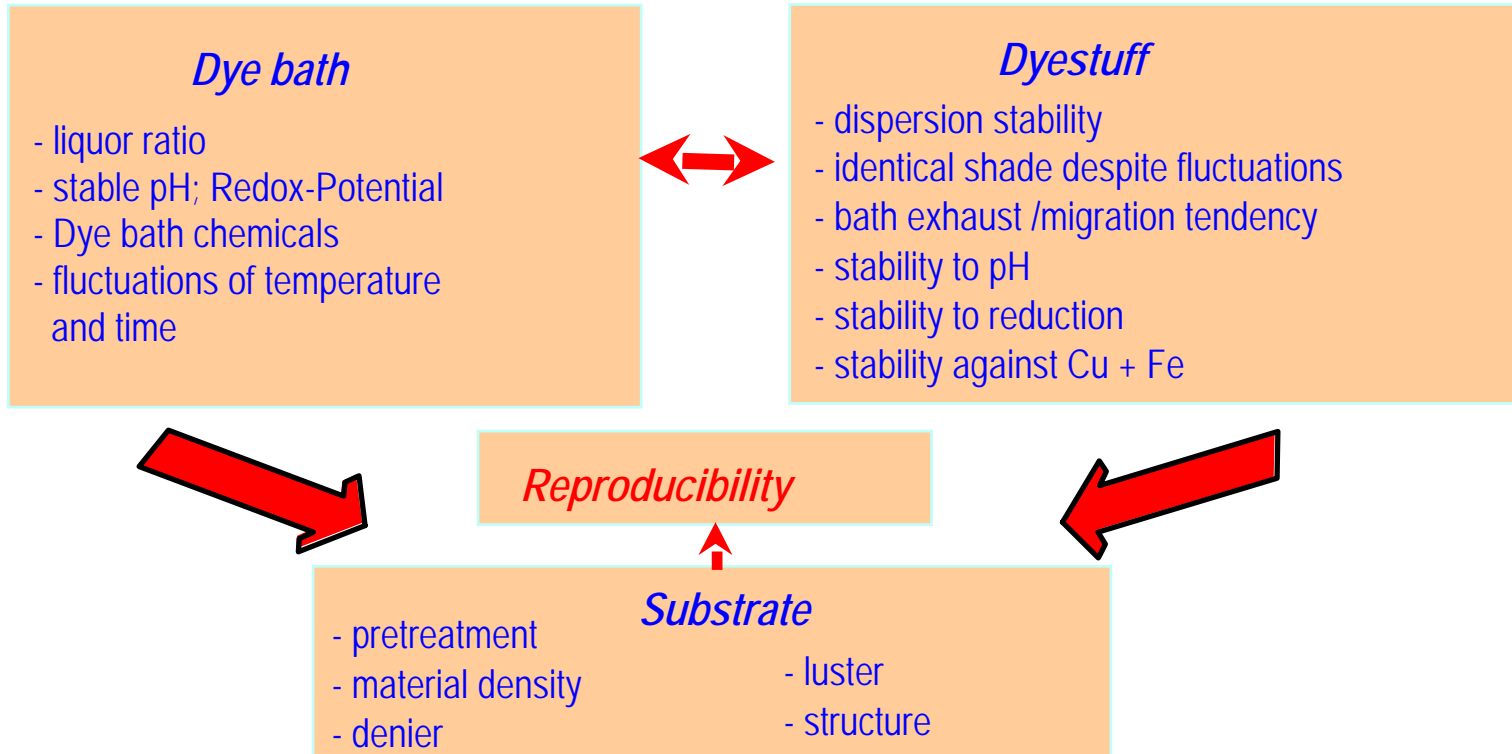 Dye bath
- liquor ratio
- stable pH; Redox-Potential
- Dye bath chemicals
- fluctuations of temperature
and time
Dyestuff
- dispersion stability
- identical shade despite fluctuations
- bath exhaust /migration tendency
- stability to pH
- stability to reduction
- stability against Cu + Fe
Reproducibility
Substrate
- pretreatment
- material density
- denier
- luster
- structure